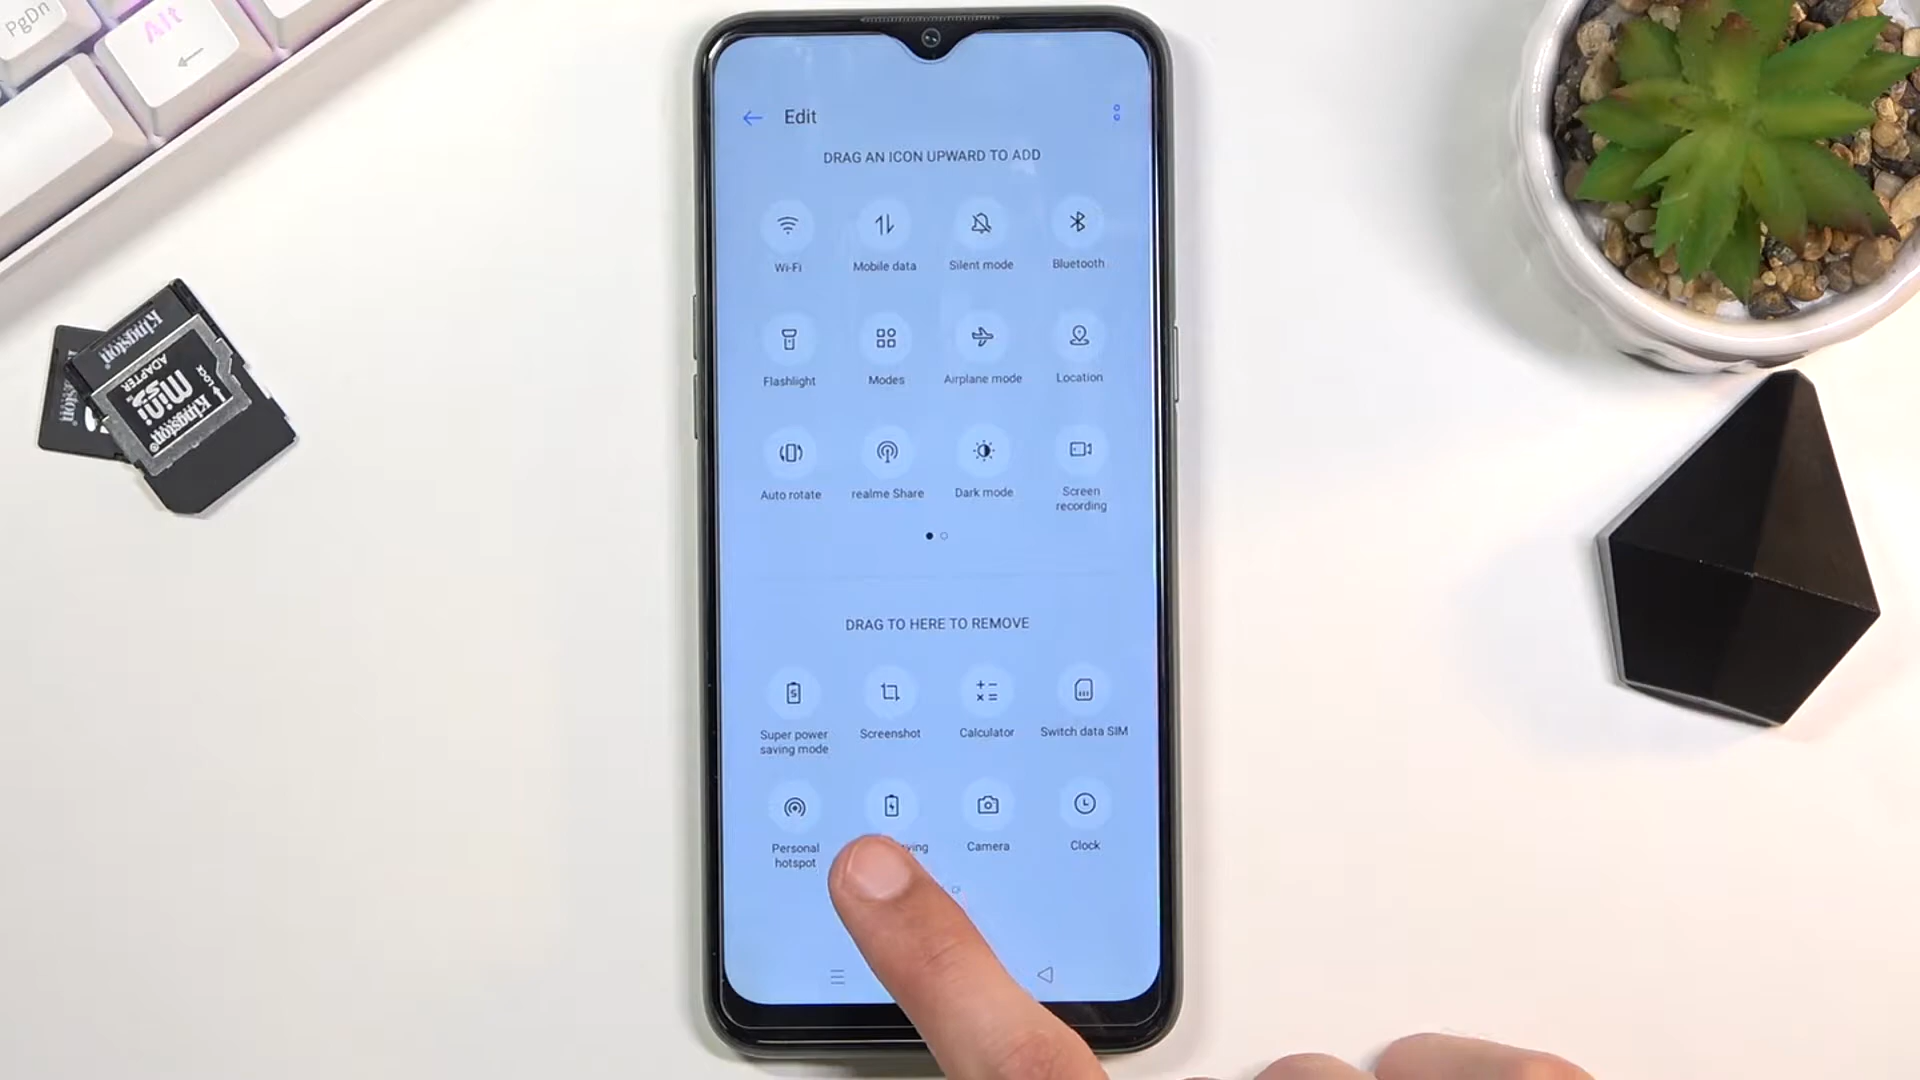 PgDn
Alt
Edit
DRAG AN ICON UPWARD TO ADD
Wi-Fi
Mobile data
Silent mode
Bluetooth
Flashlight
Modes
Airplane mode
Location
Auto rotate
realme Share
Dark mode
Screen
recording
DRAG TO HERE TO REMOVE
Super power
saving mode
Screenshot
Calculator
Switch data SIM
Personal
hotspot
Camera
Clock
Kingston
ADAPTER
mini
LOCK
Kingston
Kingston